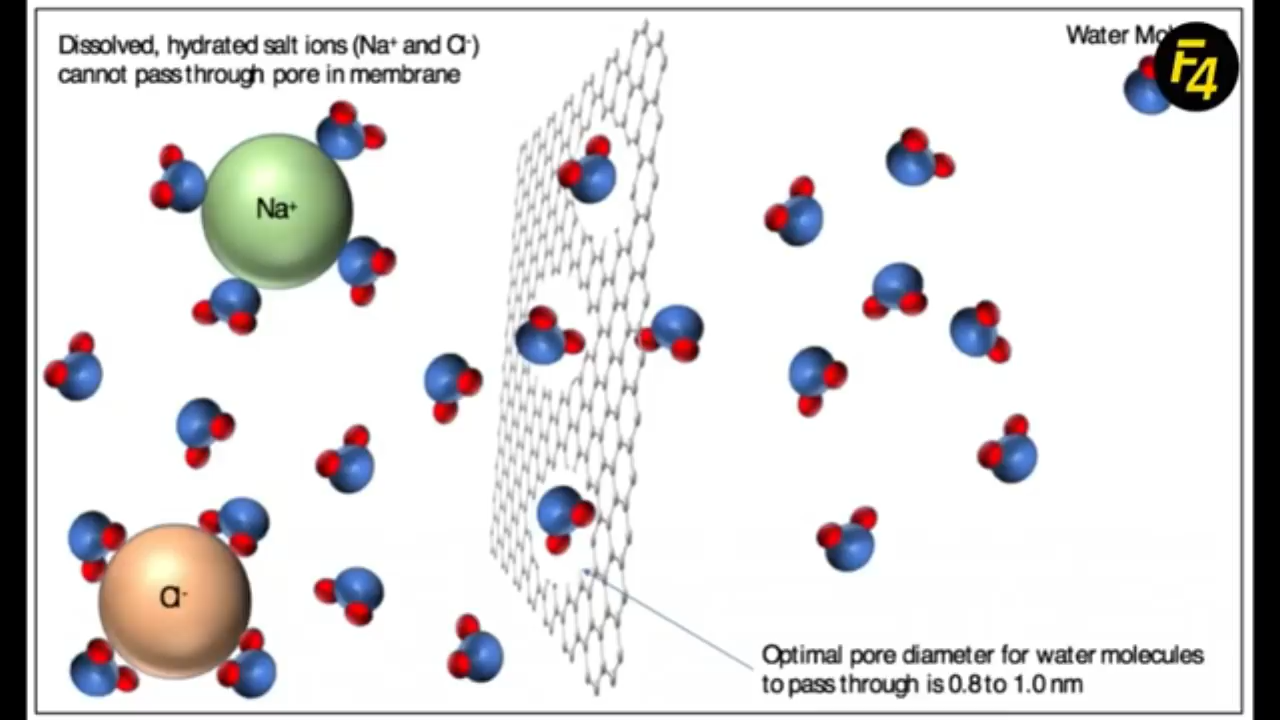 Dissolved, hydrated salt ions (Na⁺ and Cl⁻)
cannot pass through pore in membrane
Water
F4
Na⁺
Cl⁻
Optimal pore diameter for water molecules
to pass through is 0.8 to 1.0 nm